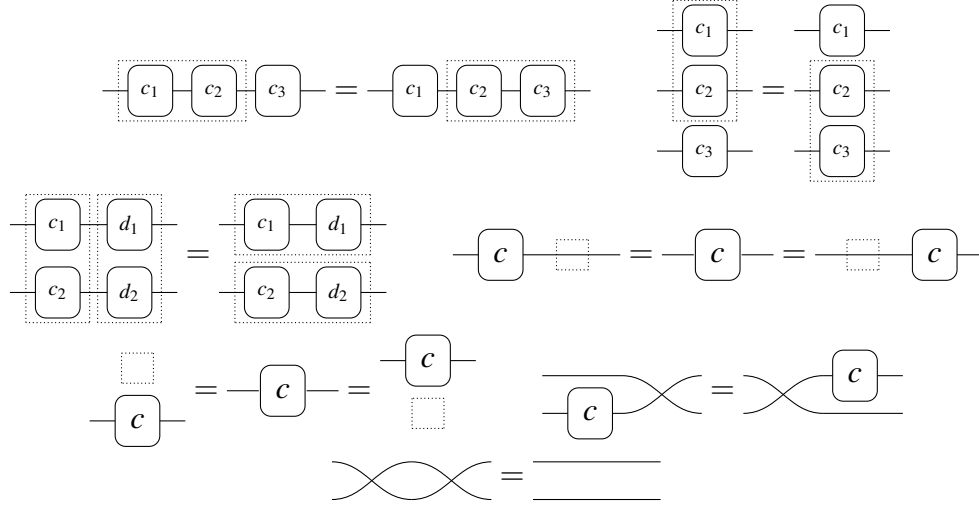 c₁ c₂ c₃ = c₁ c₂ c₃
c₁ c₁
c₂ = c₂
c₃ c₃
c₁ d₁ = c₁ d₁
c₂ d₂ c₂ d₂
c = c = c
c = c = c
c = c
=